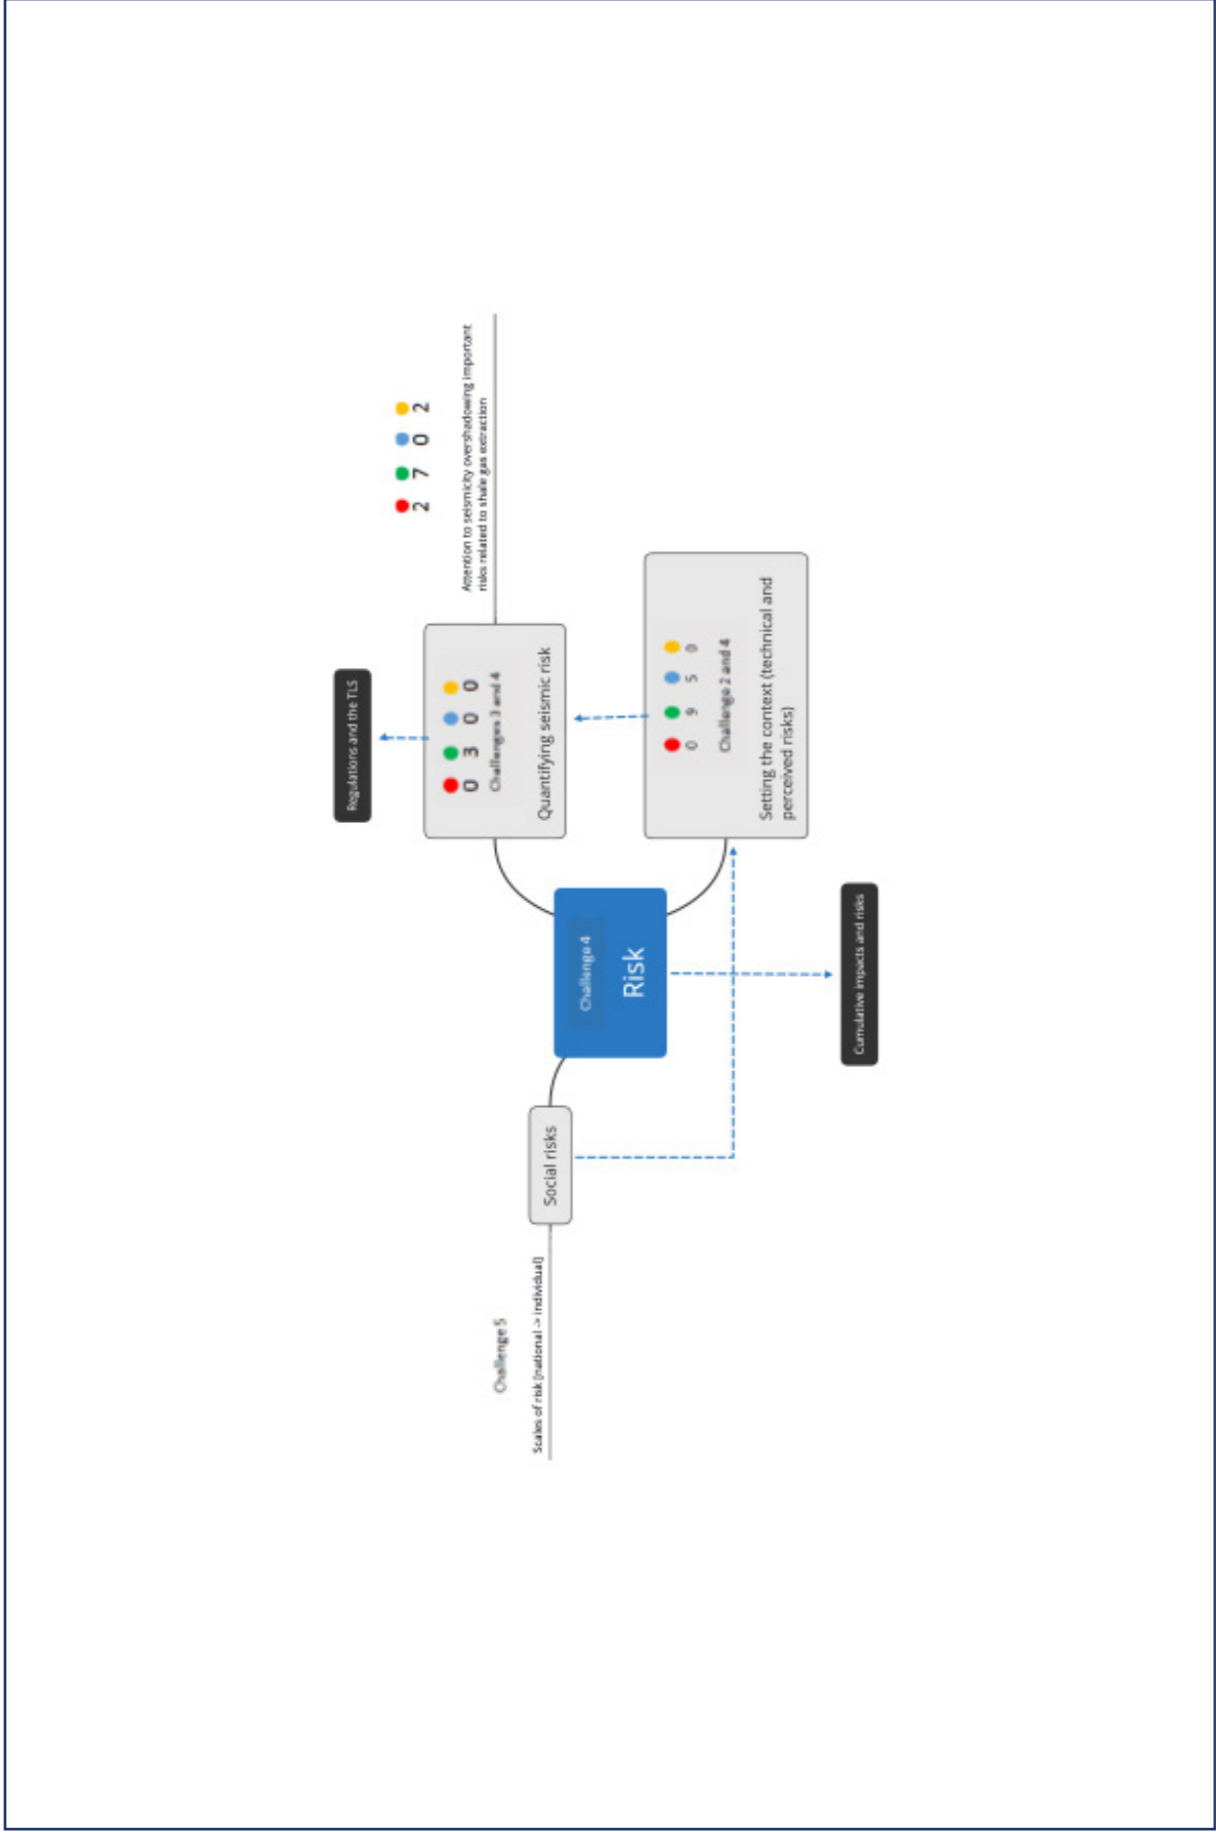 Regulations and the TLS
2 7 0 2
Attention to seismicity overshadowing important
risks related to shale gas extraction
0 3 0 0
Challenges 3 and 4
Quantifying seismic risk
Challenge 5
Scales of risk [national -> individual]
Social risks
Challenge 4
Risk
0 9 5 0
Challenge 2 and 4
Setting the context (technical and
perceived risks)
Cumulative impacts and risks